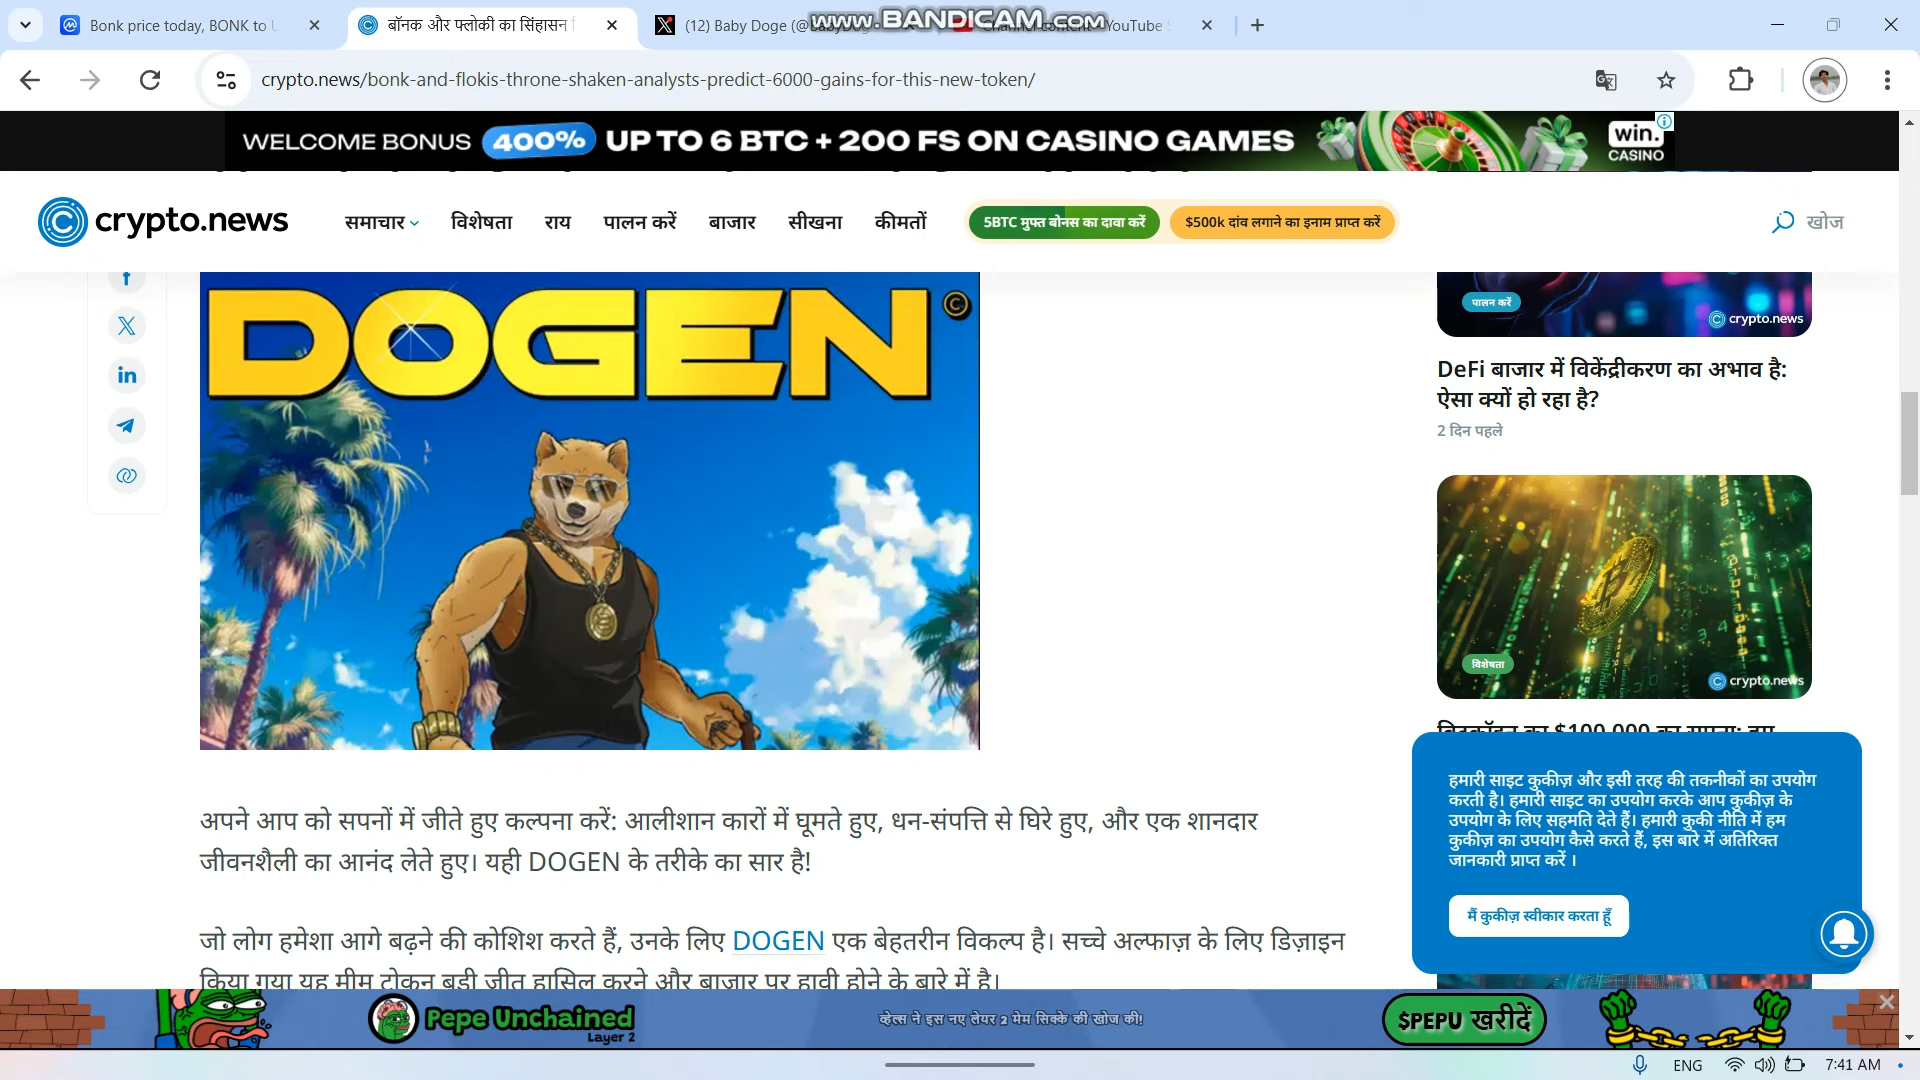 Bonk price today, BONK to U
बॉनक और फ्लोकी का सिंहासन
(12) Baby Doge (@BabyDog
WWW.BANDICAM.COM
Channel content - YouTube S
crypto.news/bonk-and-flokis-throne-shaken-analysts-predict-6000-gains-for-this-new-token/
WELCOME BONUS 400% UP TO 6 BTC + 200 FS ON CASINO GAMES
win.
CASINO
crypto.news
समाचार
विशेषता
राय
पालन करें
बाजार
सीखना
कीमतों
5BTC मुफ्त बोनस का दावा करें
$500k दांव लगाने का इनाम प्राप्त करें
खोज
DOGEN
पालन करें
crypto.news
DeFi बाजार में विकेंद्रीकरण का अभाव है:
ऐसा क्यों हो रहा है?
2 दिन पहले
विशेषता
crypto.news
अपने आप को सपनों में जीते हुए कल्पना करें: आलीशान कारों में घूमते हुए, धन-संपत्ति से घिरे हुए, और एक शानदार
जीवनशैली का आनंद लेते हुए। यही DOGEN के तरीके का सार है!
जो लोग हमेशा आगे बढ़ने की कोशिश करते हैं, उनके लिए DOGEN एक बेहतरीन विकल्प है। सच्चे अल्फाज़ के लिए डिज़ाइन
किया गया यह मीम टोकन बड़ी जीत हासिल करने और बाजार पर हावी होने के बारे में है।
हमारी साइट कुकीज़ और इसी तरह की तकनीकों का उपयोग
करती है। हमारी साइट का उपयोग करके आप कुकीज़ के
उपयोग के लिए सहमति देते हैं। हमारी कुकी नीति में हम
कुकीज़ का उपयोग कैसे करते हैं, इस बारे में अतिरिक्त
जानकारी प्राप्त करें ।
मैं कुकीज़ स्वीकार करता हूँ
Pepe Unchained
Layer 2
व्हेल्स ने इस नए लेयर 2 मेम सिक्के की खोज की!
$PEPU खरीदें
ENG
7:41 AM